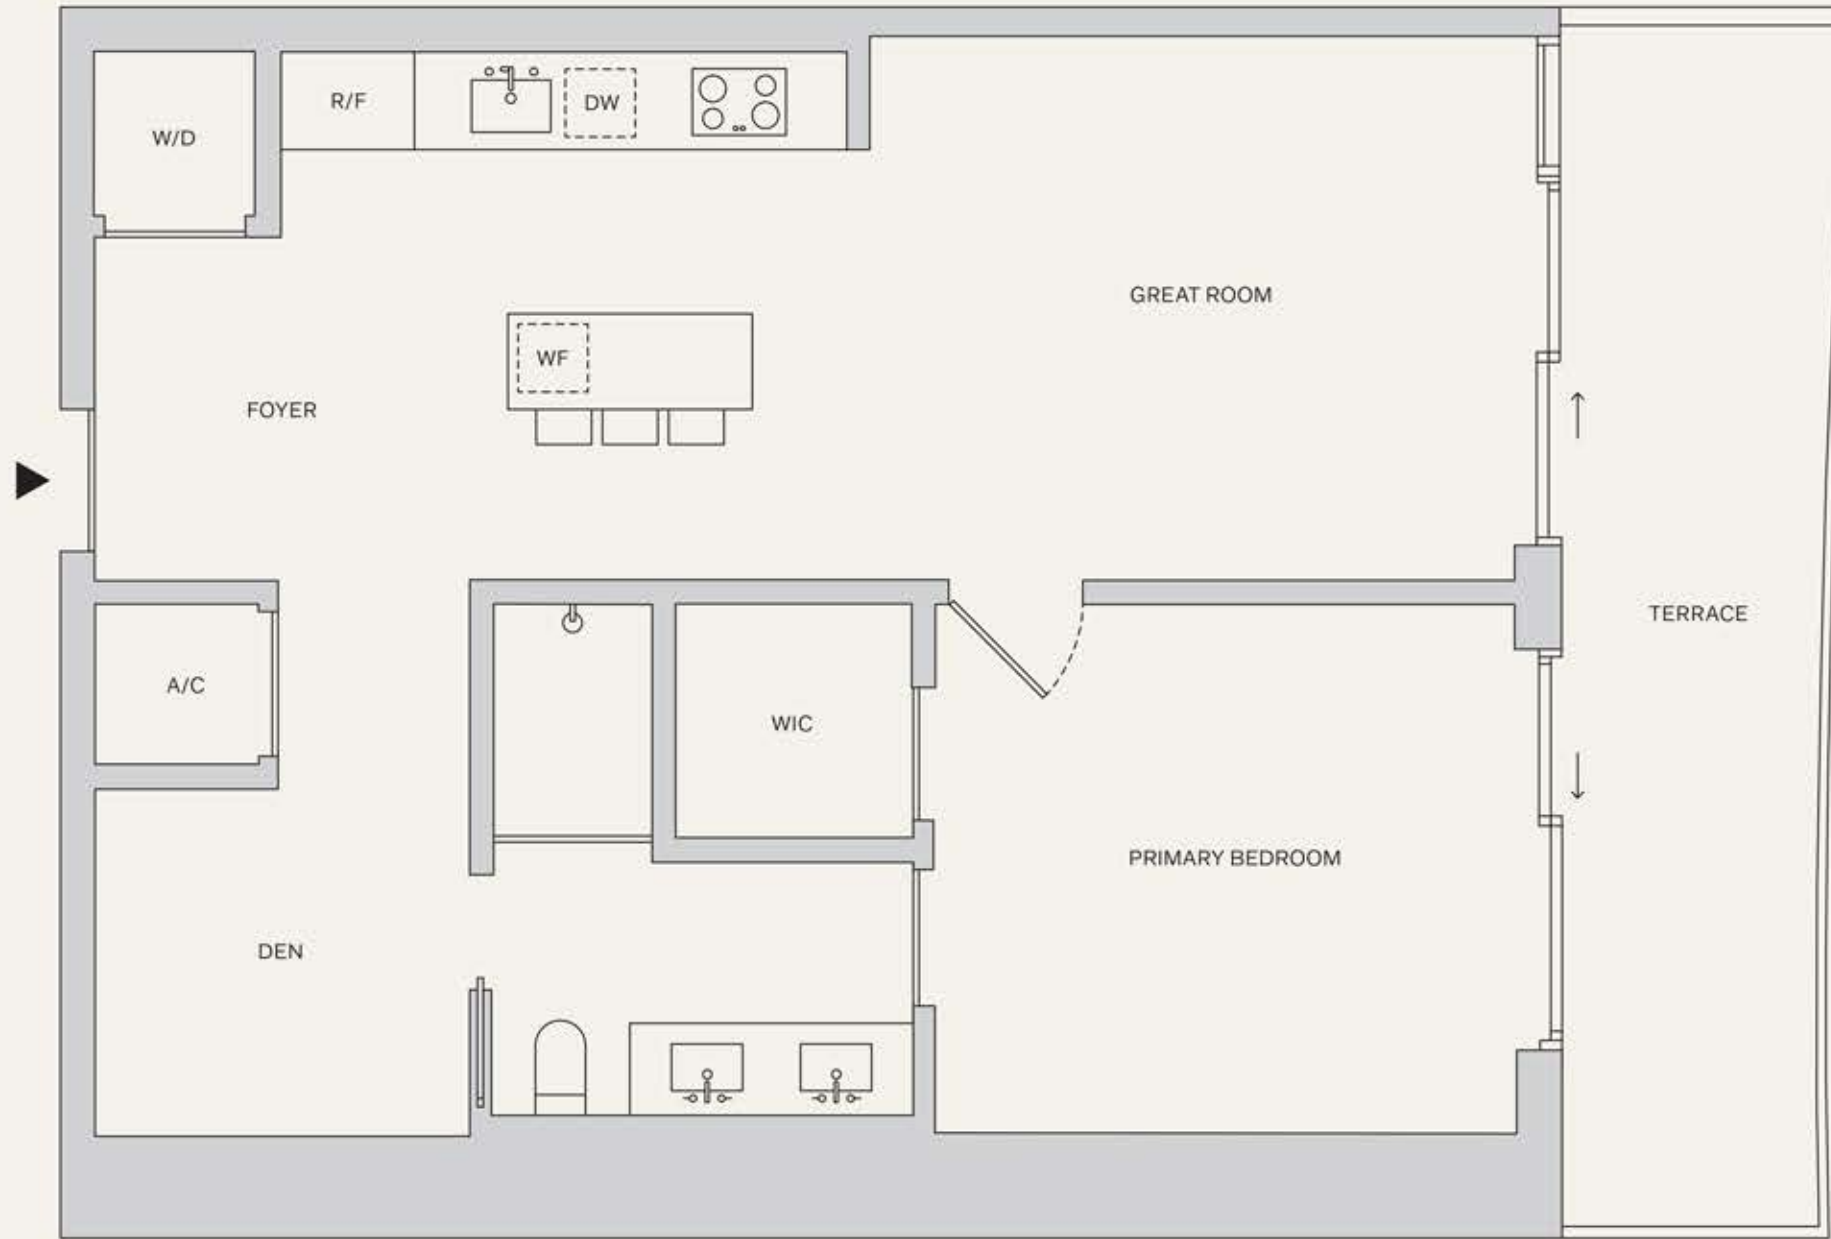 R/F
DW
W/D
GREAT ROOM
WF
FOYER
TERRACE
A/C
WIC
PRIMARY BEDROOM
DEN